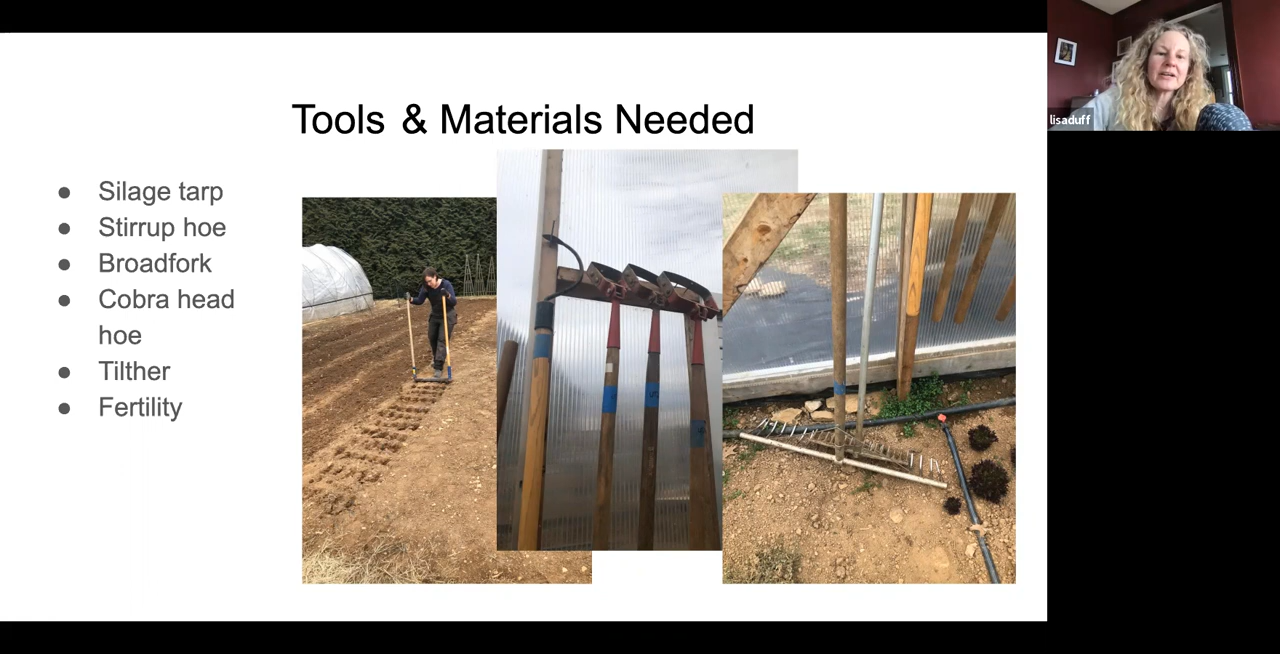 Tools & Materials Needed
● Silage tarp
● Stirrup hoe
● Broadfork
● Cobra head
hoe
● Tilther
● Fertility
lisaduff